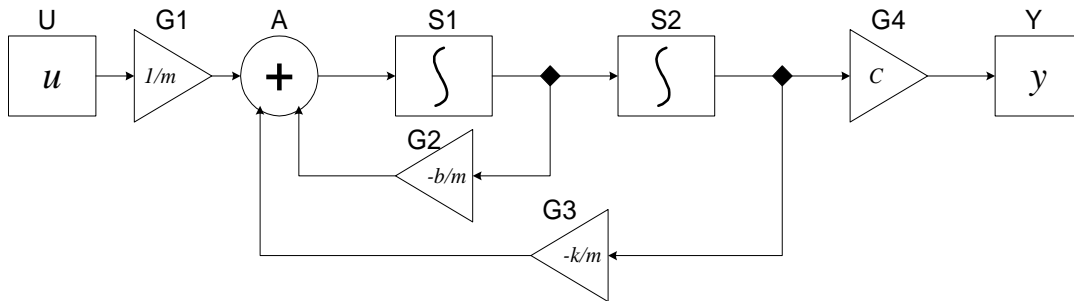 U G1 A S1 S2 G4 Y
u 1/m + ∫ ∫ C y
G2
-b/m
G3
-k/m